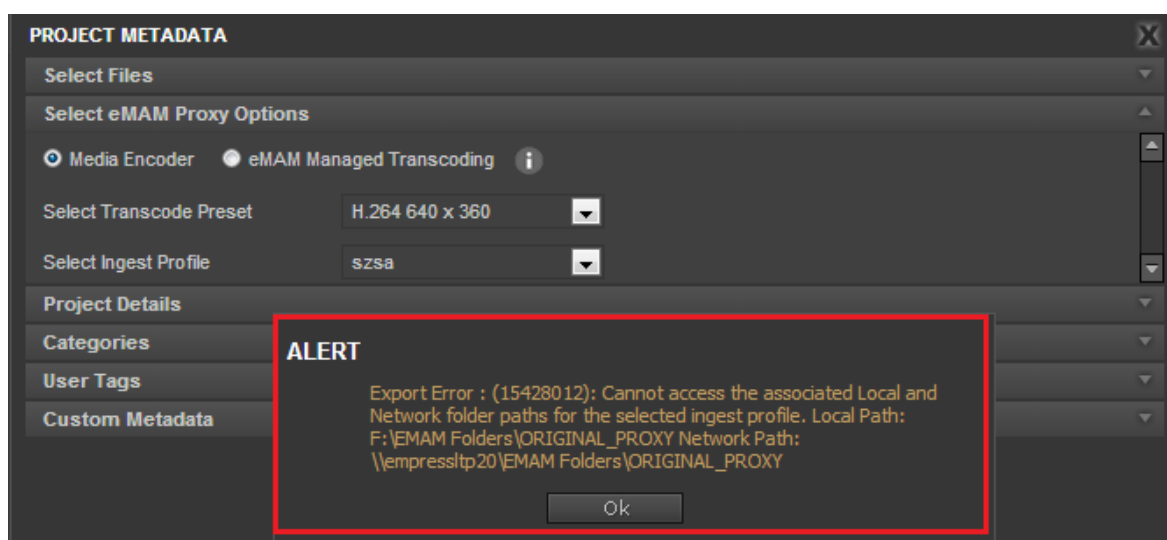 PROJECT METADATA
X
Select Files
Select eMAM Proxy Options
Media Encoder eMAM Managed Transcoding i
Select Transcode Preset H.264 640 x 360
Select Ingest Profile szsa
Project Details
Categories
User Tags
Custom Metadata
ALERT
Export Error : (15428012): Cannot access the associated Local and
Network folder paths for the selected ingest profile. Local Path:
F:\EMAM Folders\ORIGINAL_PROXY Network Path:
\\empressltp20\EMAM Folders\ORIGINAL_PROXY
Ok